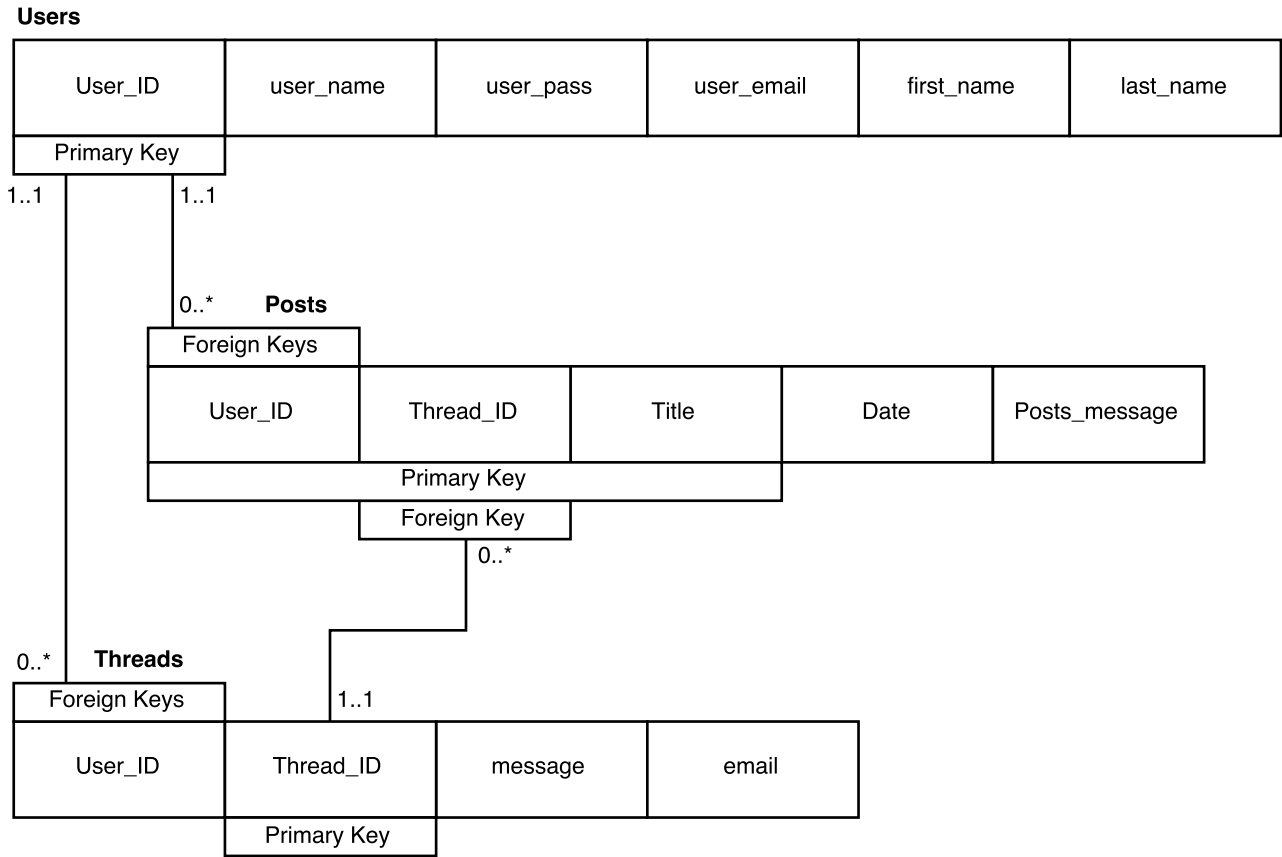 Users
User_ID user_name user_pass user_email first_name last_name
Primary Key
1..1 1..1
0..* Posts
Foreign Keys
User_ID Thread_ID Title Date Posts_message
Primary Key
Foreign Key
0..*
0..* Threads
Foreign Keys 1..1
User_ID Thread_ID message email
Primary Key